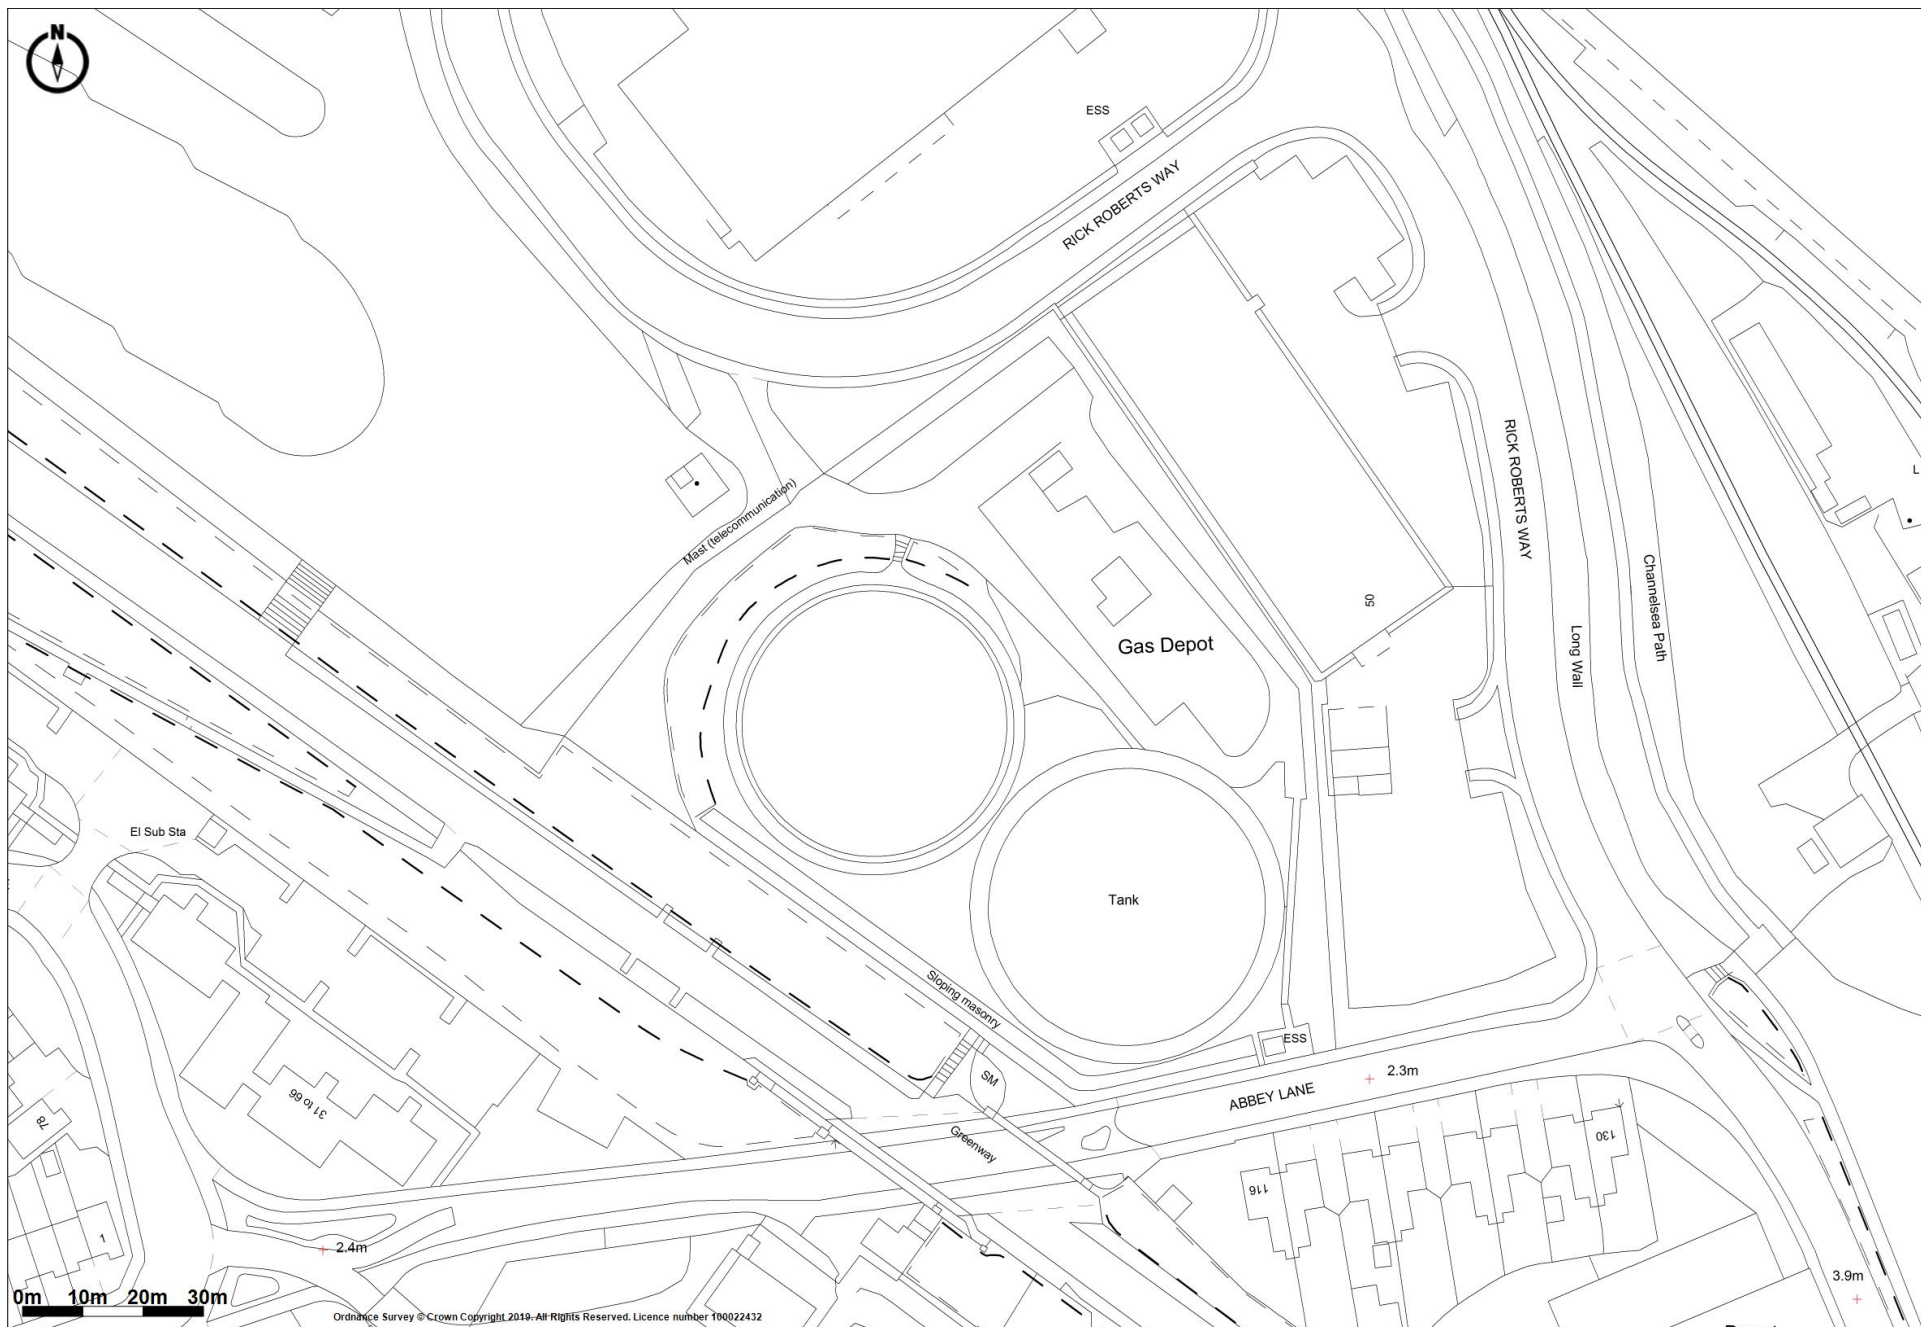 N
ESS
RICK ROBERTS WAY
RICK ROBERTS WAY
L
Mast (telecommunication)
Channelsea Path
50
Gas Depot
Long Wall
El Sub Sta
Tank
Sloping masonry
ESS
SM
2.3m
ABBEY LANE
31 to 66
78
Greenway
130
116
1
2.4m
3.9m
0m 10m 20m 30m
Ordnance Survey © Crown Copyright 2019. All Rights Reserved. Licence number 100022432